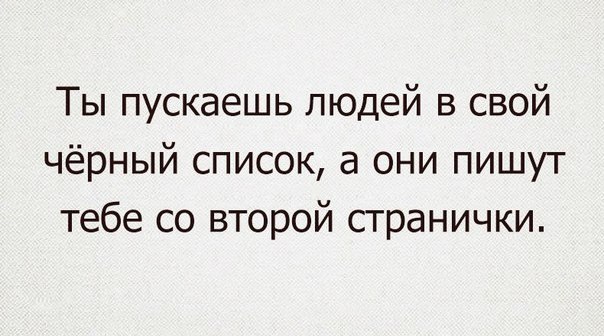 Ты пускаешь людей в свой
чёрный список, а они пишут
тебе со второй странички.